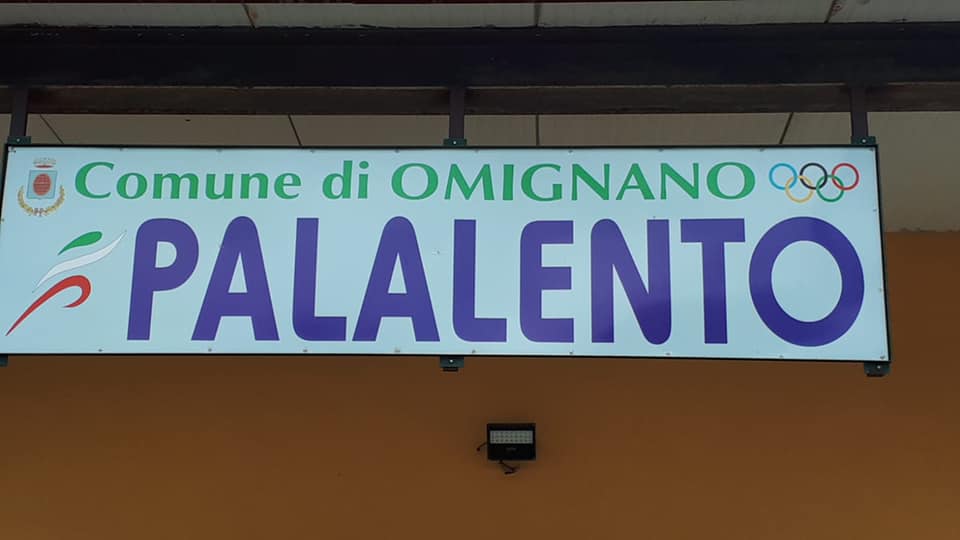 Comune di OMIGNANO
PALALENTO